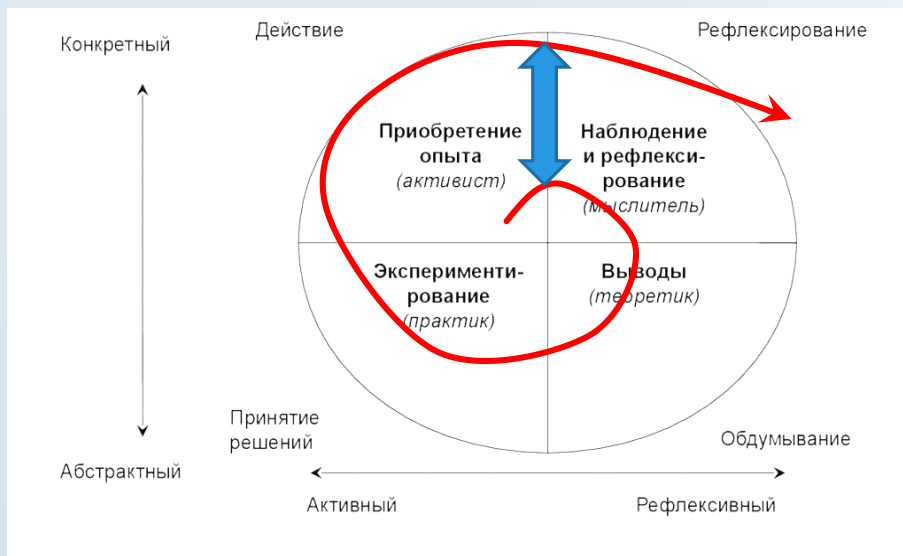 Действие
Рефлексирование
Конкретный
Приобретение
опыта
(активист)
Наблюдение
и рефлекси-
рование
(мыслитель)
Эксперименти-
рование
(практик)
Выводы
(теоретик)
Принятие
решений
Обдумывание
Абстрактный
Активный
Рефлексивный